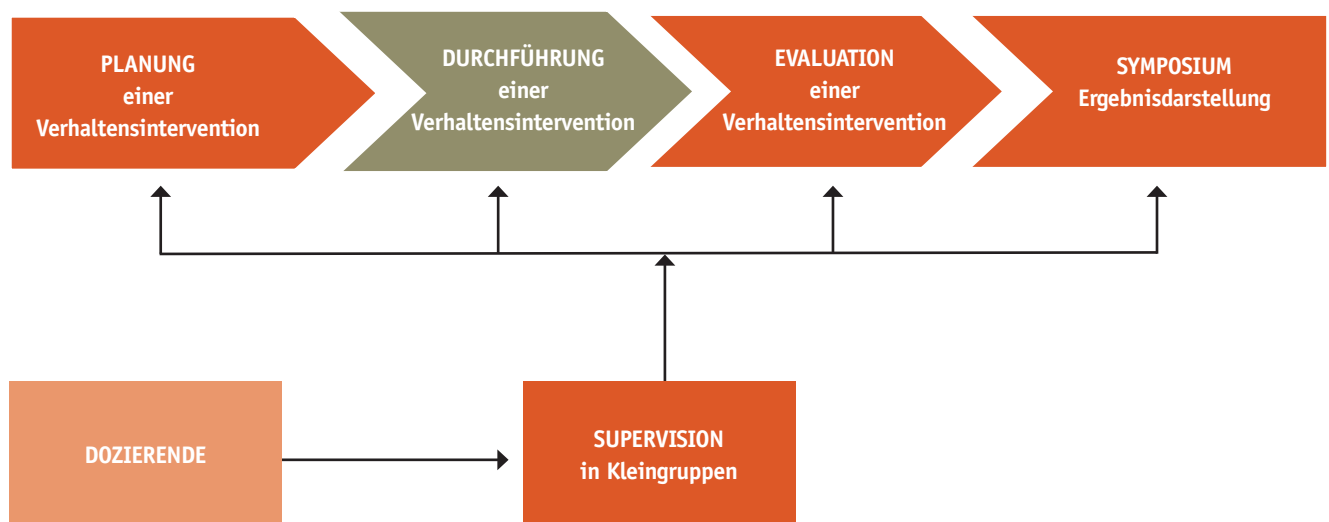 PLANUNG
einer
Verhaltensintervention
DURCHFÜHRUNG
einer
Verhaltensintervention
EVALUATION
einer
Verhaltensintervention
SYMPOSIUM
Ergebnisdarstellung
DOZIERENDE
SUPERVISION
in Kleingruppen